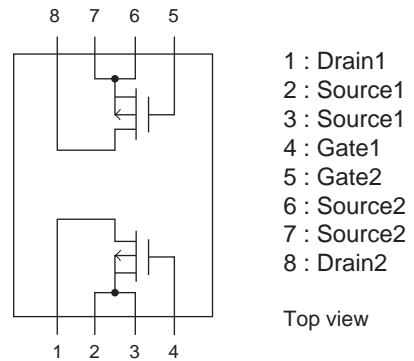 8 7 6 5
1 : Drain1
2 : Source1
3 : Source1
4 : Gate1
5 : Gate2
6 : Source2
7 : Source2
8 : Drain2
Top view
1 2 3 4